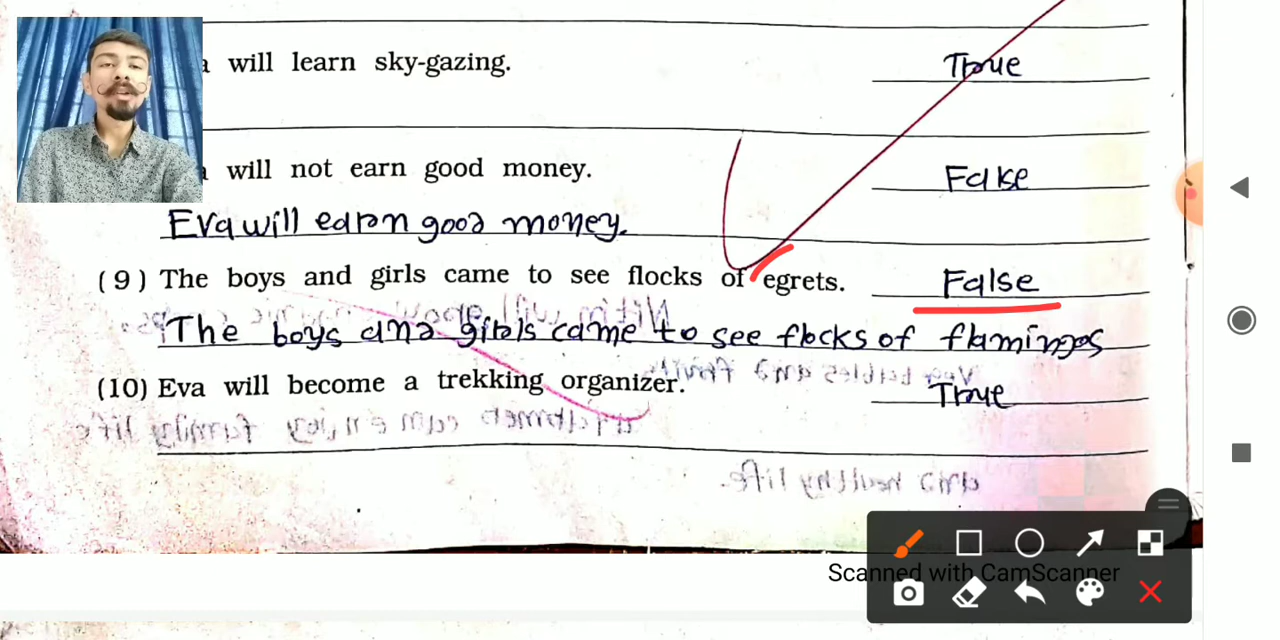 will learn sky-gazing. True
will not earn good money. False
Eva will earn good money.
(9) The boys and girls came to see flocks of egrets. False
The boys and girls came to see flocks of flamingos
(10) Eva will become a trekking organizer. True
Scanned with CamScanner